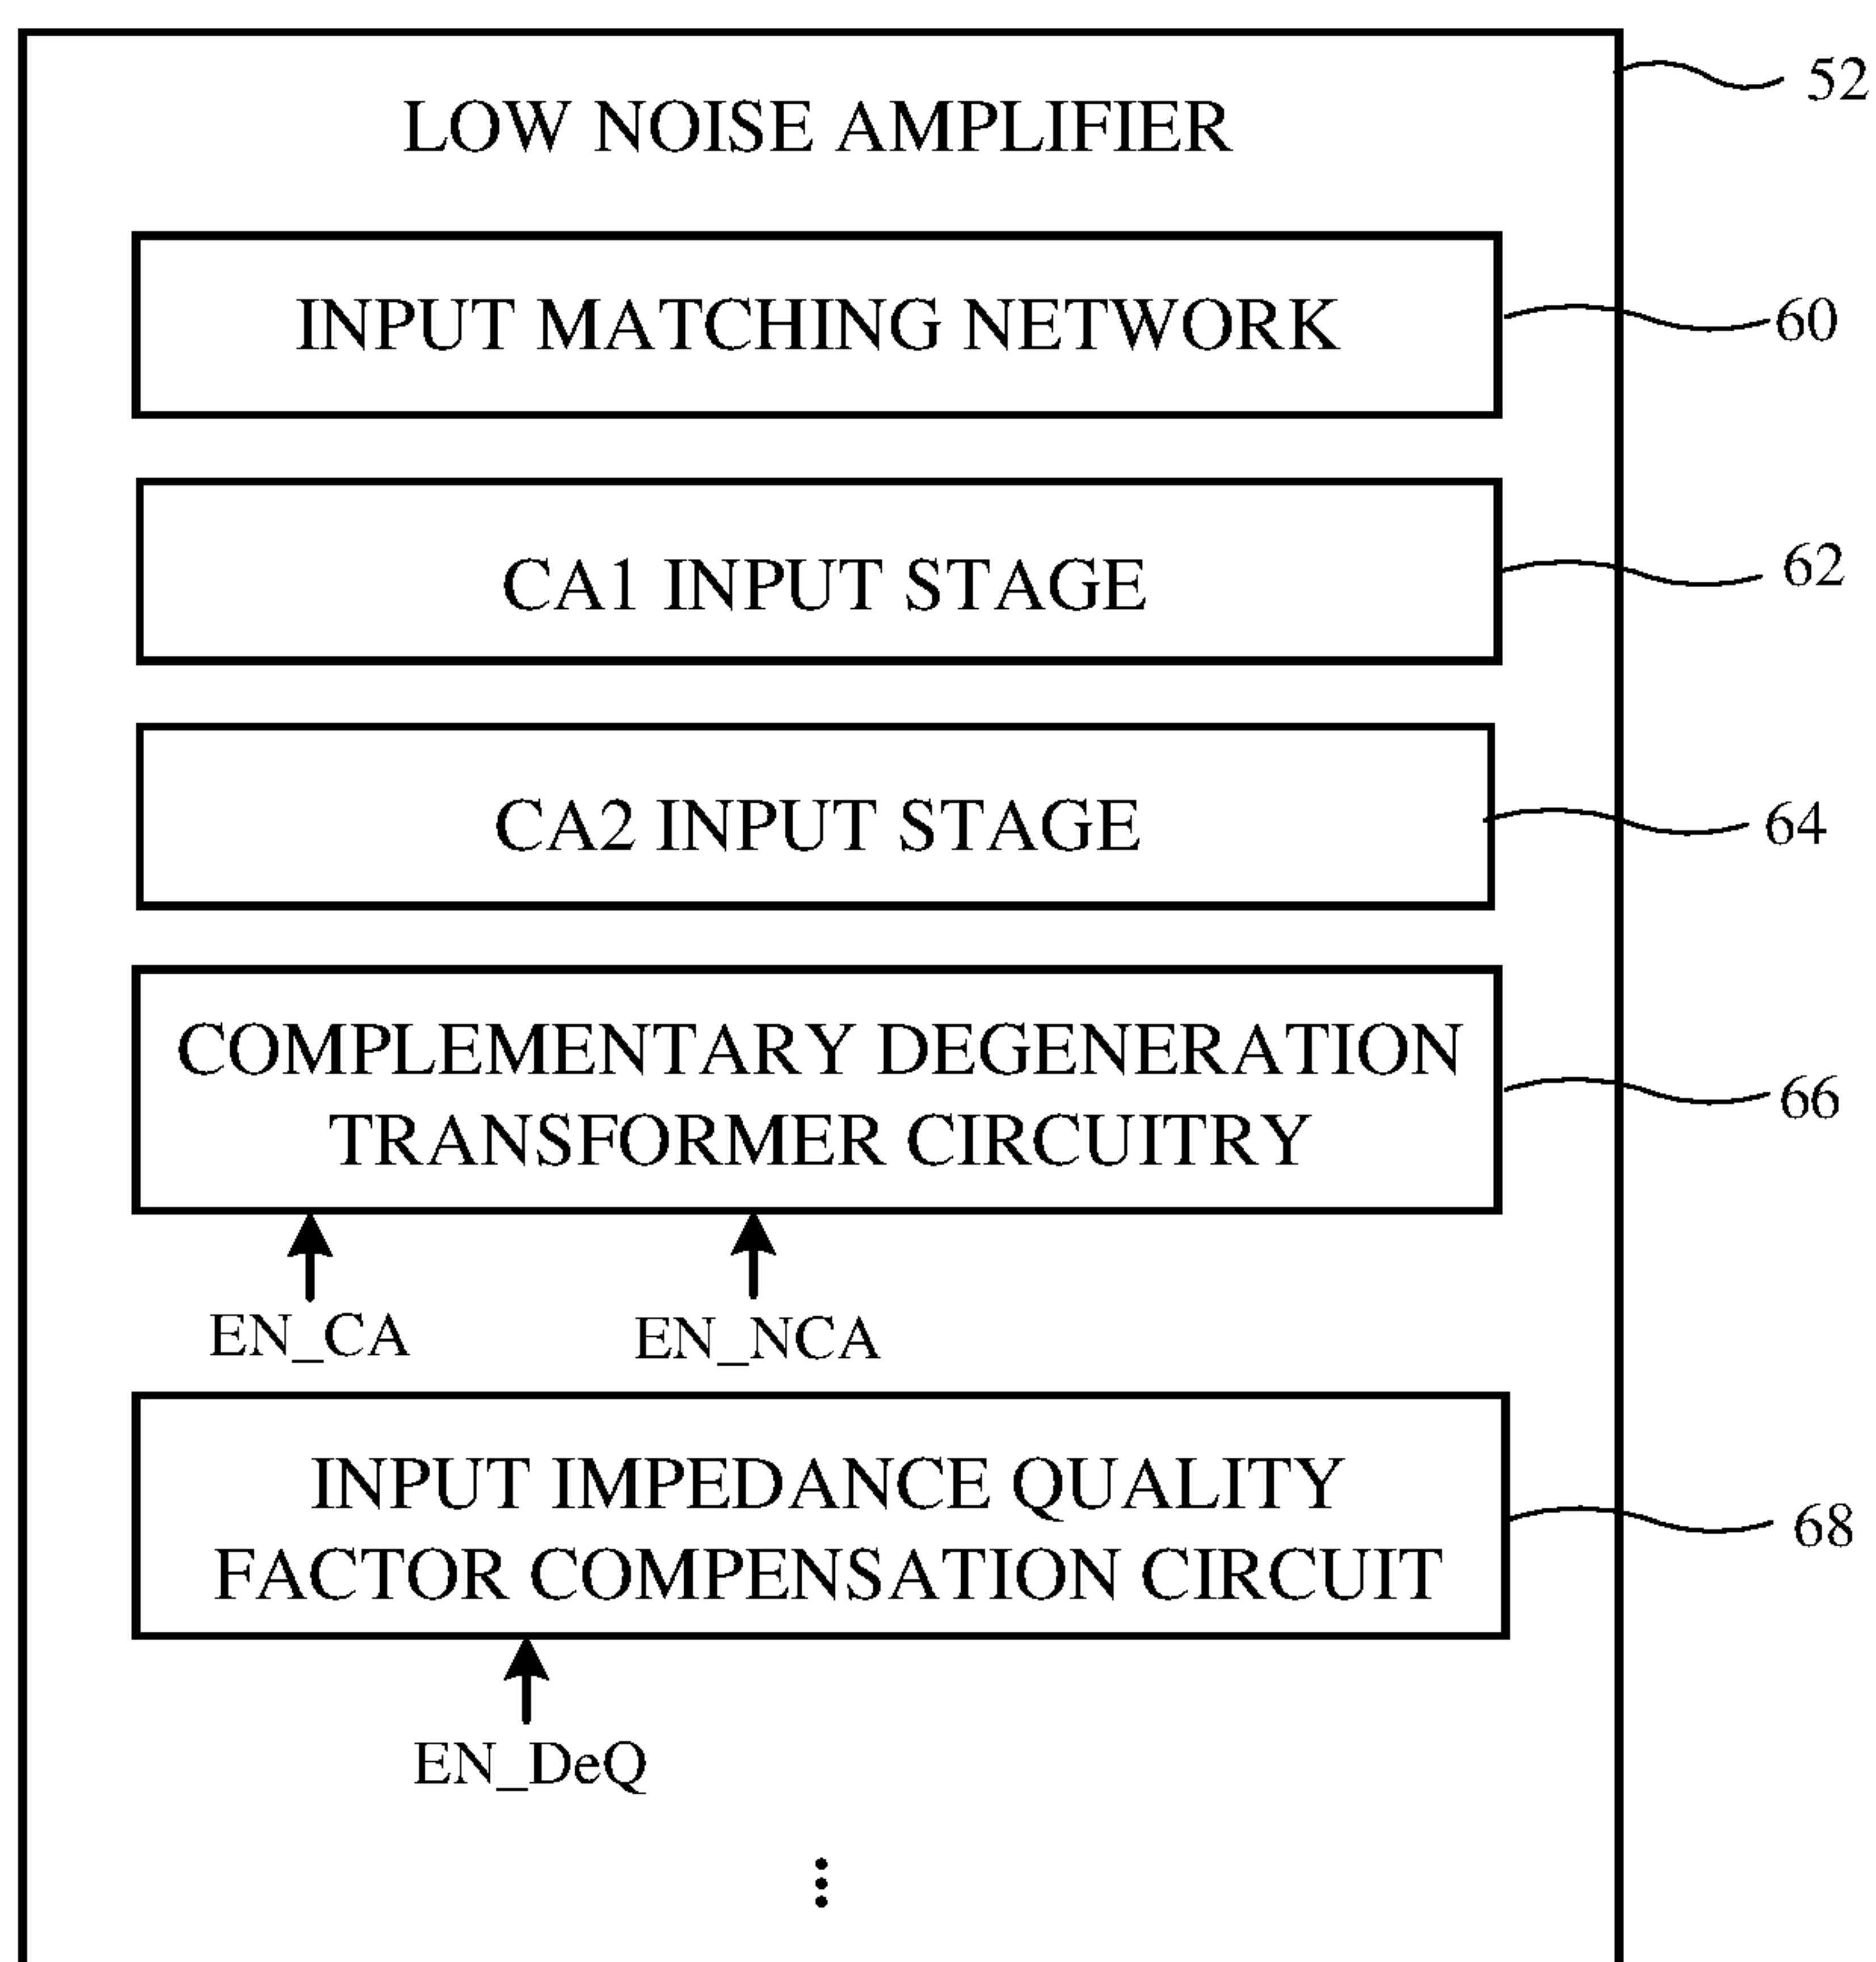 52
LOW NOISE AMPLIFIER
INPUT MATCHING NETWORK
60
CA1 INPUT STAGE
62
CA2 INPUT STAGE
64
COMPLEMENTARY DEGENERATION
TRANSFORMER CIRCUITRY
66
EN_CA
EN_NCA
INPUT IMPEDANCE QUALITY
FACTOR COMPENSATION CIRCUIT
68
EN_DeQ